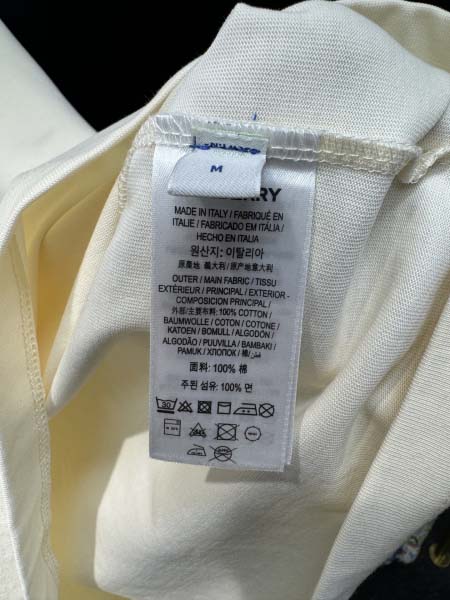 M
RRY
MADE IN ITALY / FABRIQUÉ EN
ITALIE / FABRICADO EM ITÁLIA /
HECHO EN ITALIA
원산지: 이탈리아
原產地: 義大利 / 原产地意大利
OUTER / MAIN FABRIC / TISSU
EXTÉRIEUR / PRINCIPAL / EXTERIOR -
COMPOSICION PRINCIPAL /
外部/主要布料: 100% COTTON /
BAUMWOLLE / COTON / COTONE /
KATOEN / BOMULL / ALGODÓN /
ALGODÃO / PUUVILLA / BAMBAKI /
PAMUK / ХЛОПОК / 棉/ قطن
面料: 100% 棉
주된 섬유: 100% 면
30